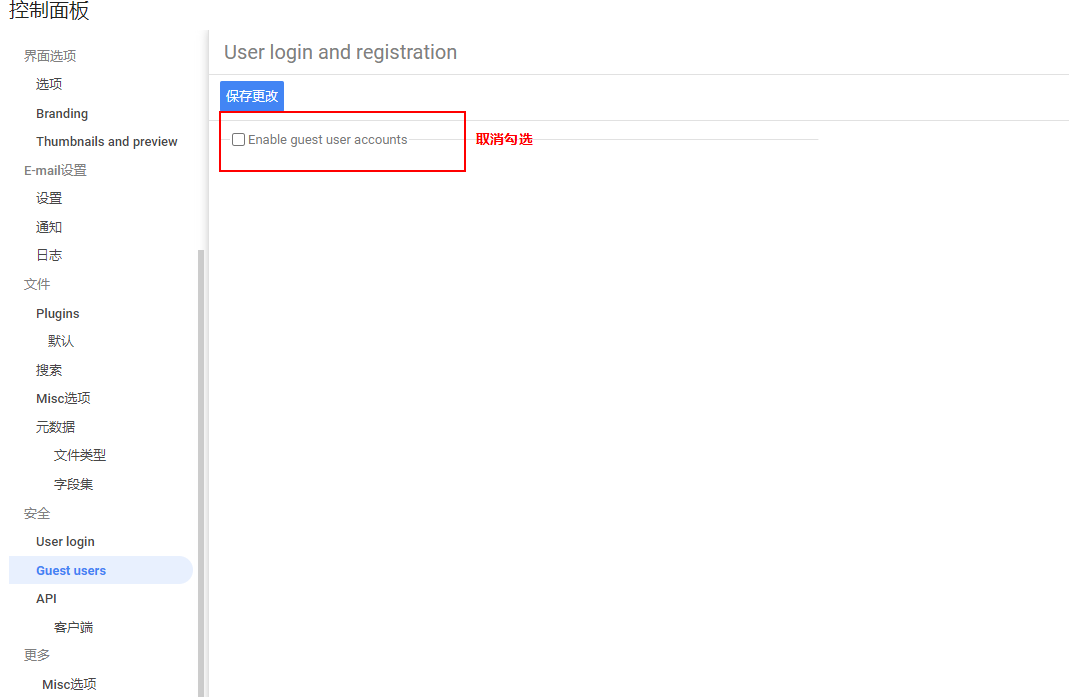 控制面板
界面选项
选项
Branding
Thumbnails and preview
E-mail设置
设置
通知
日志
文件
Plugins
默认
搜索
Misc选项
元数据
文件类型
字段集
安全
User login
Guest users
API
客户端
更多
Misc选项
User login and registration
保存更改
Enable guest user accounts
取消勾选